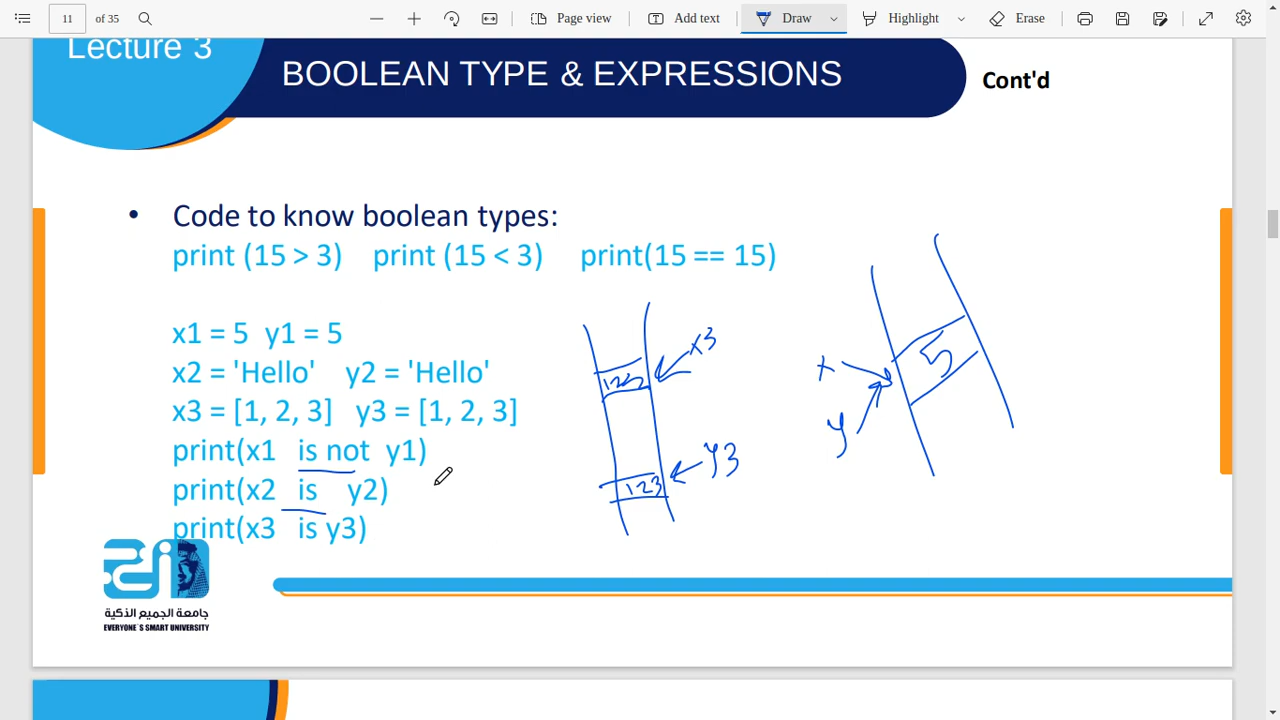 11 of 35 Page view Add text Draw Highlight Erase
Lecture 3
BOOLEAN TYPE & EXPRESSIONS
Cont'd
• Code to know boolean types:
print (15 > 3) print (15 < 3) print(15 == 15)
x1 = 5 y1 = 5
x2 = 'Hello' y2 = 'Hello'
x3 = [1, 2, 3] y3 = [1, 2, 3]
print(x1 is not y1)
print(x2 is y2)
print(x3 is y3)
x3
y3
123
x
y
5
جامعة الجميع الذكية
EVERYONE`S SMART UNIVERSITY